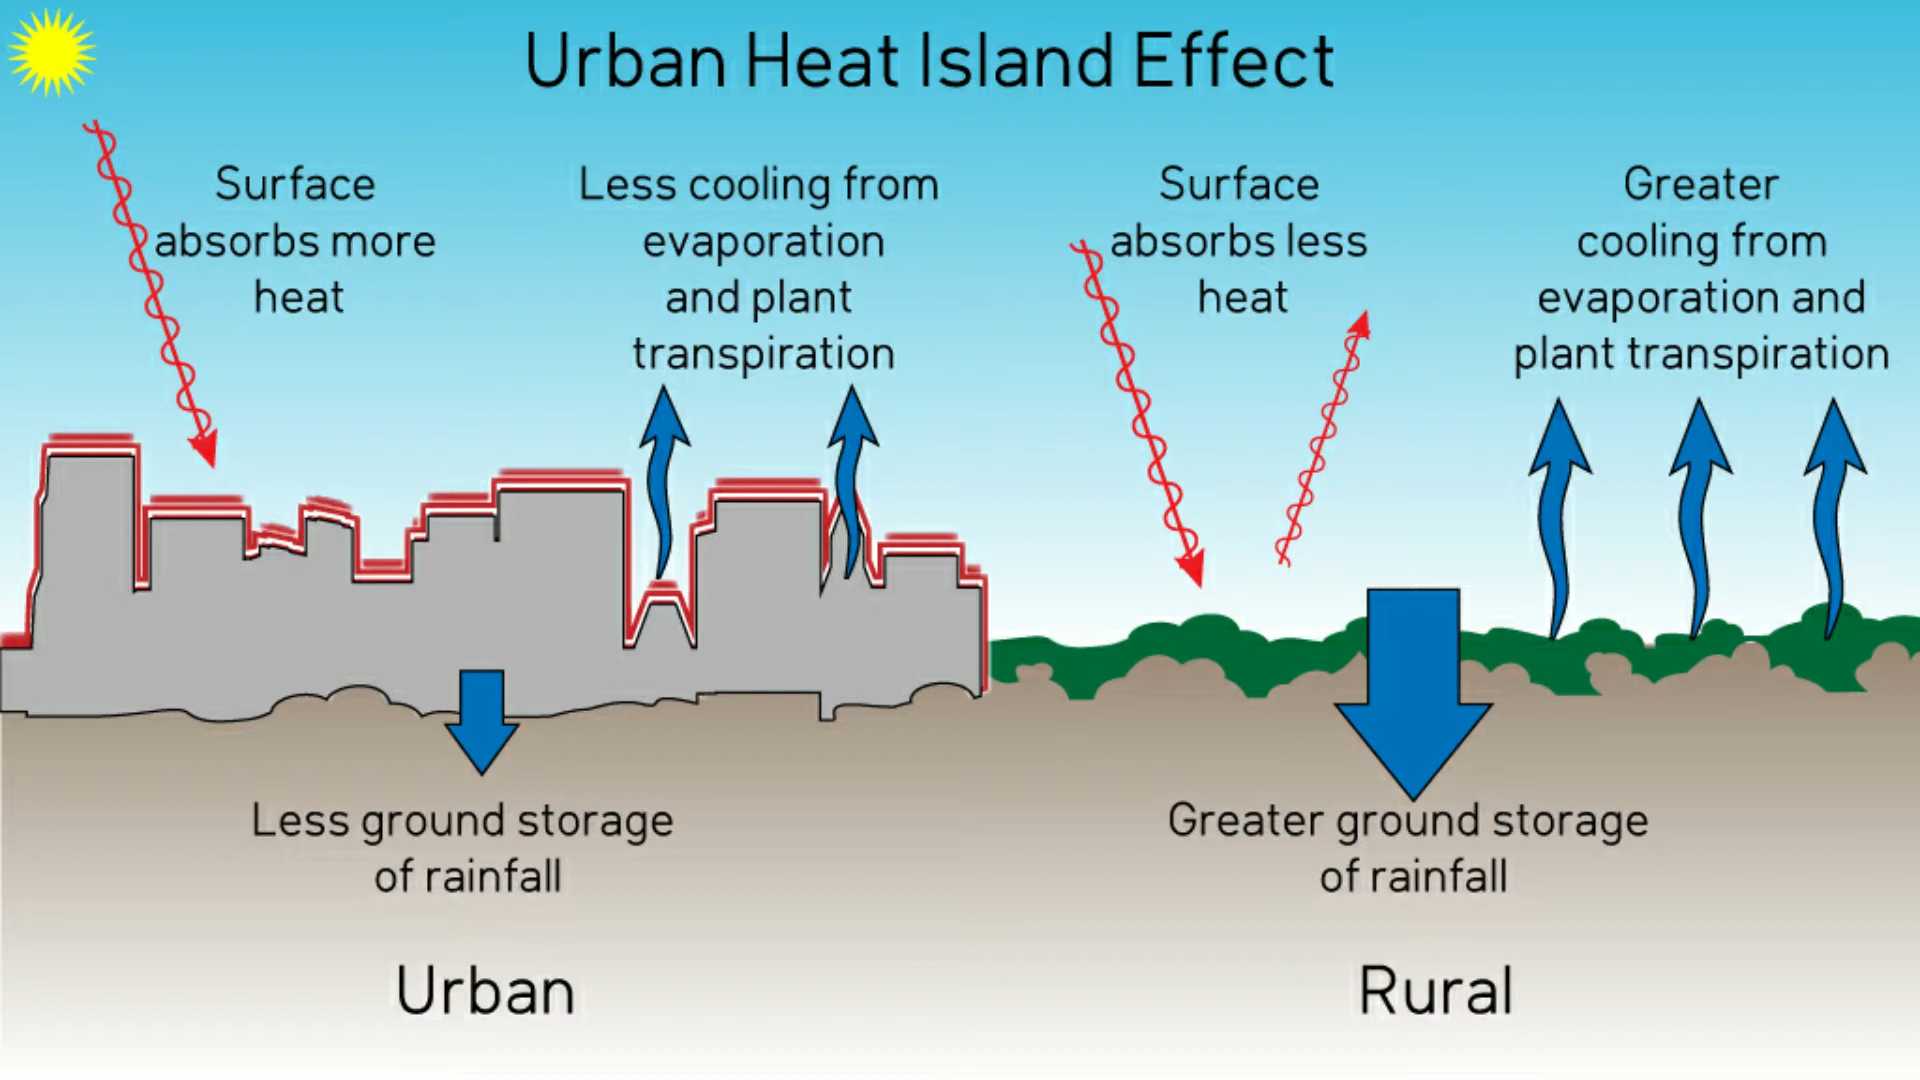 Urban Heat Island Effect
Surface
absorbs more
heat
Less cooling from
evaporation
and plant
transpiration
Surface
absorbs less
heat
Greater
cooling from
evaporation and
plant transpiration
Less ground storage
of rainfall
Greater ground storage
of rainfall
Urban
Rural